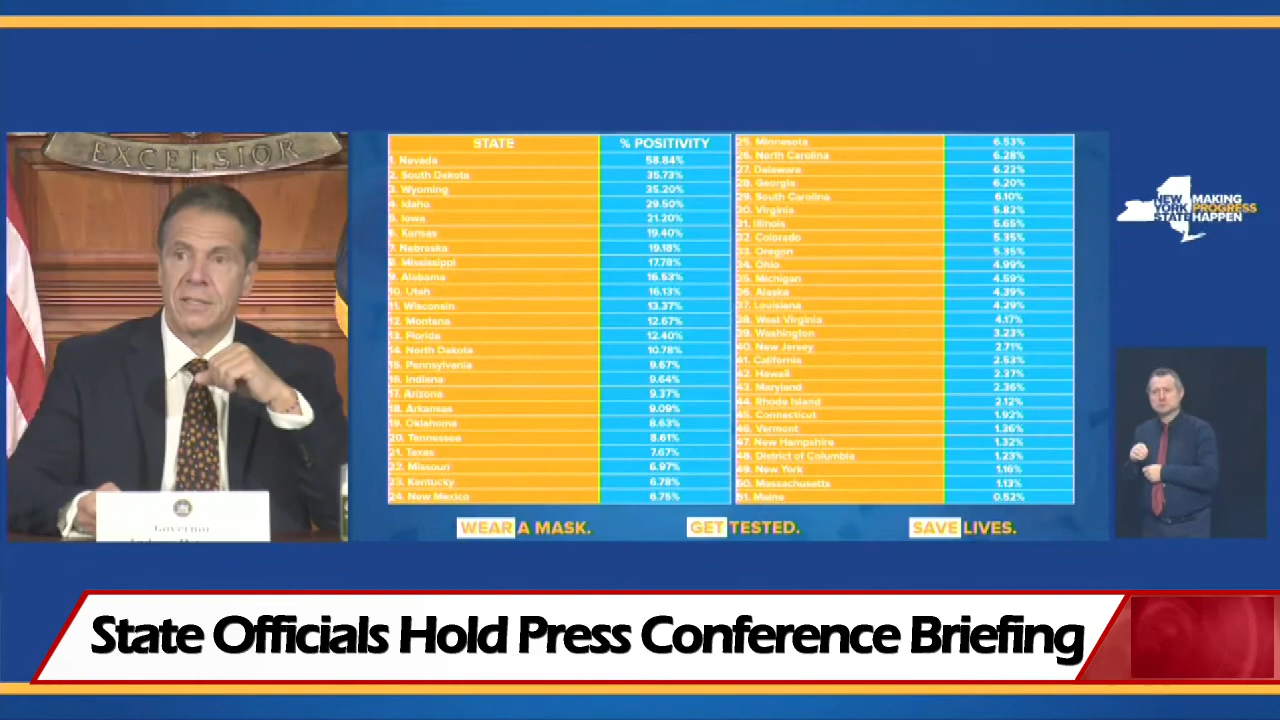 EXCELSIOR
Governor
STATE % POSITIVITY
1. Nevada 58.84%
2. South Dakota 35.73%
3. Wyoming 35.20%
4. Idaho 29.50%
5. Iowa 21.20%
6. Kansas 19.40%
7. Nebraska 19.18%
8. Mississippi 17.78%
9. Alabama 16.53%
10. Utah 16.13%
11. Wisconsin 13.37%
12. Montana 12.67%
13. Florida 12.40%
14. North Dakota 10.78%
15. Pennsylvania 9.67%
16. Indiana 9.64%
17. Arizona 9.37%
18. Arkansas 9.09%
19. Oklahoma 8.63%
20. Tennessee 8.61%
21. Texas 7.67%
22. Missouri 6.97%
23. Kentucky 6.78%
24. New Mexico 6.75%
25. Minnesota 6.53%
26. North Carolina 6.28%
27. Delaware 6.22%
28. Georgia 6.20%
29. South Carolina 6.10%
30. Virginia 5.82%
31. Illinois 5.65%
32. Colorado 5.35%
33. Oregon 5.35%
34. Ohio 4.99%
35. Michigan 4.59%
36. Alaska 4.39%
37. Louisiana 4.29%
38. West Virginia 4.17%
39. Washington 3.23%
40. New Jersey 2.71%
41. California 2.53%
42. Hawaii 2.37%
43. Maryland 2.36%
44. Rhode Island 2.12%
45. Connecticut 1.92%
46. Vermont 1.36%
47. New Hampshire 1.32%
48. District of Columbia 1.23%
49. New York 1.16%
50. Massachusetts 1.13%
51. Maine 0.52%
WEAR A MASK. GET TESTED. SAVE LIVES.
NEW YORK STATE
MAKING
PROGRESS
HAPPEN
State Officials Hold Press Conference Briefing